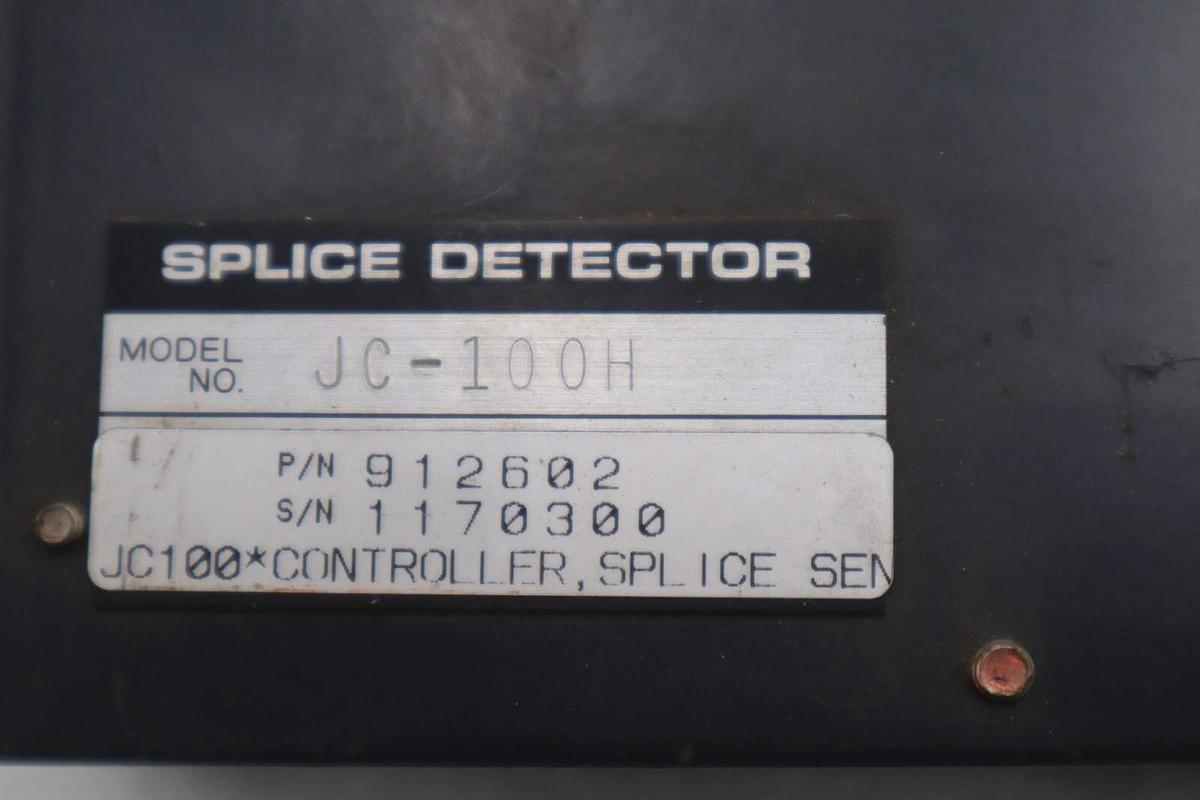 SPLICE DETECTOR
MODEL NO. JC-100H
P/N 912602
S/N 1170300
JC100*CONTROLLER,SPLICE SEN